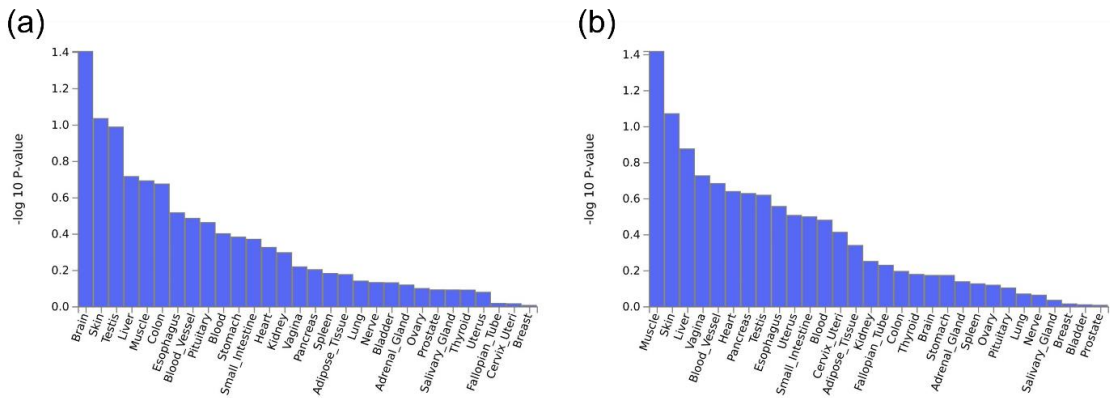 (a)
-log 10 P-value
1.4
1.2
1.0
0.8
0.6
0.4
0.2
0.0
Brain
Skin
Testis
Liver
Muscle
Colon
Esophagus
Blood_Vessel
Pituitary
Blood
Stomach
Small_Intestine
Heart
Kidney
Vagina
Pancreas
Spleen
Adipose_Tissue
Lung
Nerve
Bladder
Adrenal_Gland
Ovary
Prostate
Salivary_Gland
Thyroid
Uterus
Fallopian_Tube
Cervix_Uteri
Breast
(b)
-log 10 P-value
1.4
1.2
1.0
0.8
0.6
0.4
0.2
0.0
Muscle
Skin
Liver
Vagina
Blood_Vessel
Heart
Pancreas
Testis
Esophagus
Uterus
Small_Intestine
Blood
Cervix_Uteri
Adipose_Tissue
Kidney
Fallopian_Tube
Colon
Thyroid
Brain
Stomach
Adrenal_Gland
Spleen
Ovary
Pituitary
Lung
Nerve
Salivary_Gland
Breast
Bladder
Prostate